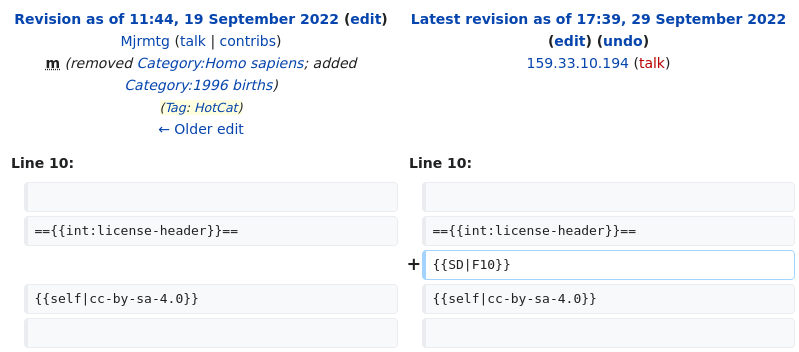 Revision as of 11:44, 19 September 2022 (edit)
Mjrmtg (talk | contribs)
m (removed Category:Homo sapiens; added
Category:1996 births)
(Tag: HotCat)
← Older edit
Latest revision as of 17:39, 29 September 2022
(edit) (undo)
159.33.10.194 (talk)
Line 10:
Line 10:
=={{int:license-header}}==
=={{int:license-header}}==
+ {{SD|F10}}
{{self|cc-by-sa-4.0}}
{{self|cc-by-sa-4.0}}